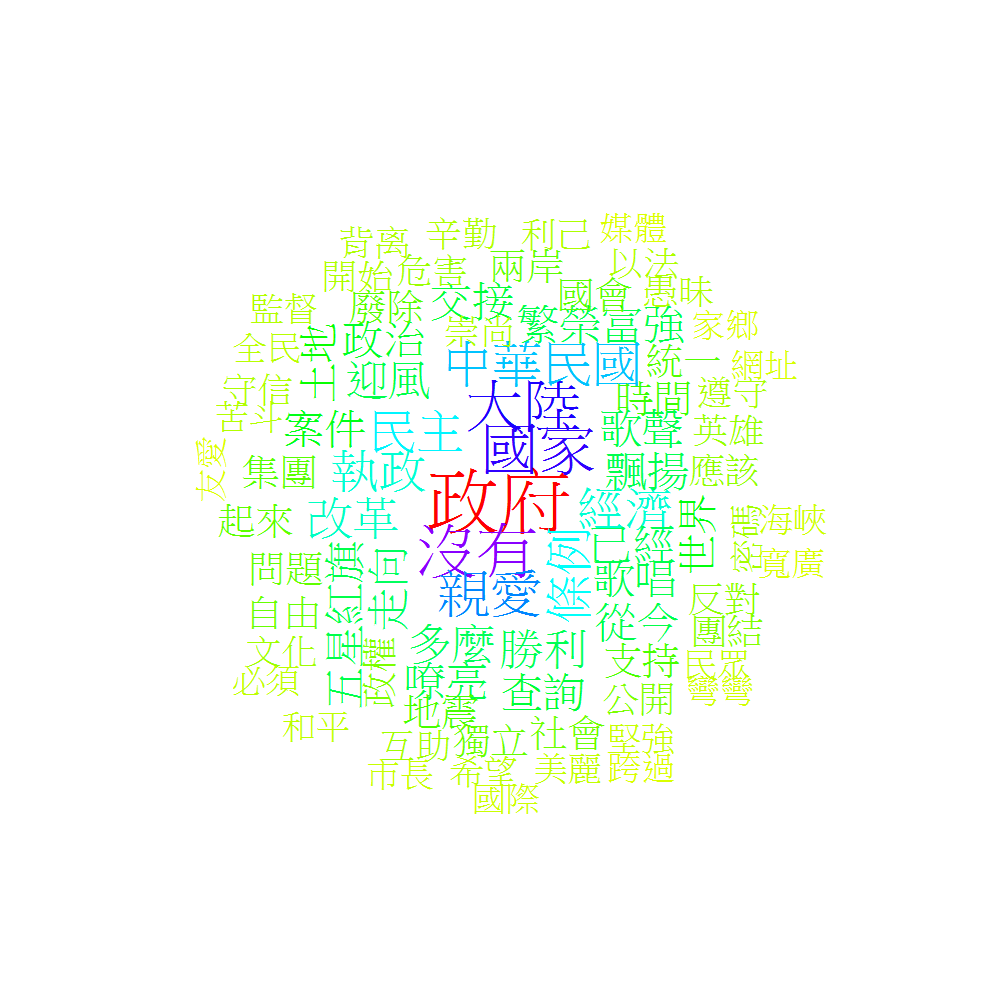 背离
辛勤
利己
媒體
開始
危害
兩岸
以法
監督
廢除
交接
國會
愚昧
全民
土地
政治
崇尚
繁榮富強
家鄉
守信
迎風
中華民國
統一
網址
苦斗
案件
民主
大陸
時間
遵守
友愛
集團
執政
國家
歌聲
英雄
起來
改革
政府
飄揚
應該
問題
五星紅旗
走向
沒有
經濟
條例
已經
世界
密碼
海峽
自由
親愛
歌唱
寬廣
文化
政權
多麼
勝利
從今
反對
團結
必須
嘹亮
查詢
支持
民眾
和平
地震
公開
彎彎
互助
獨立
社會
堅強
市長
希望
美麗
跨過
國際